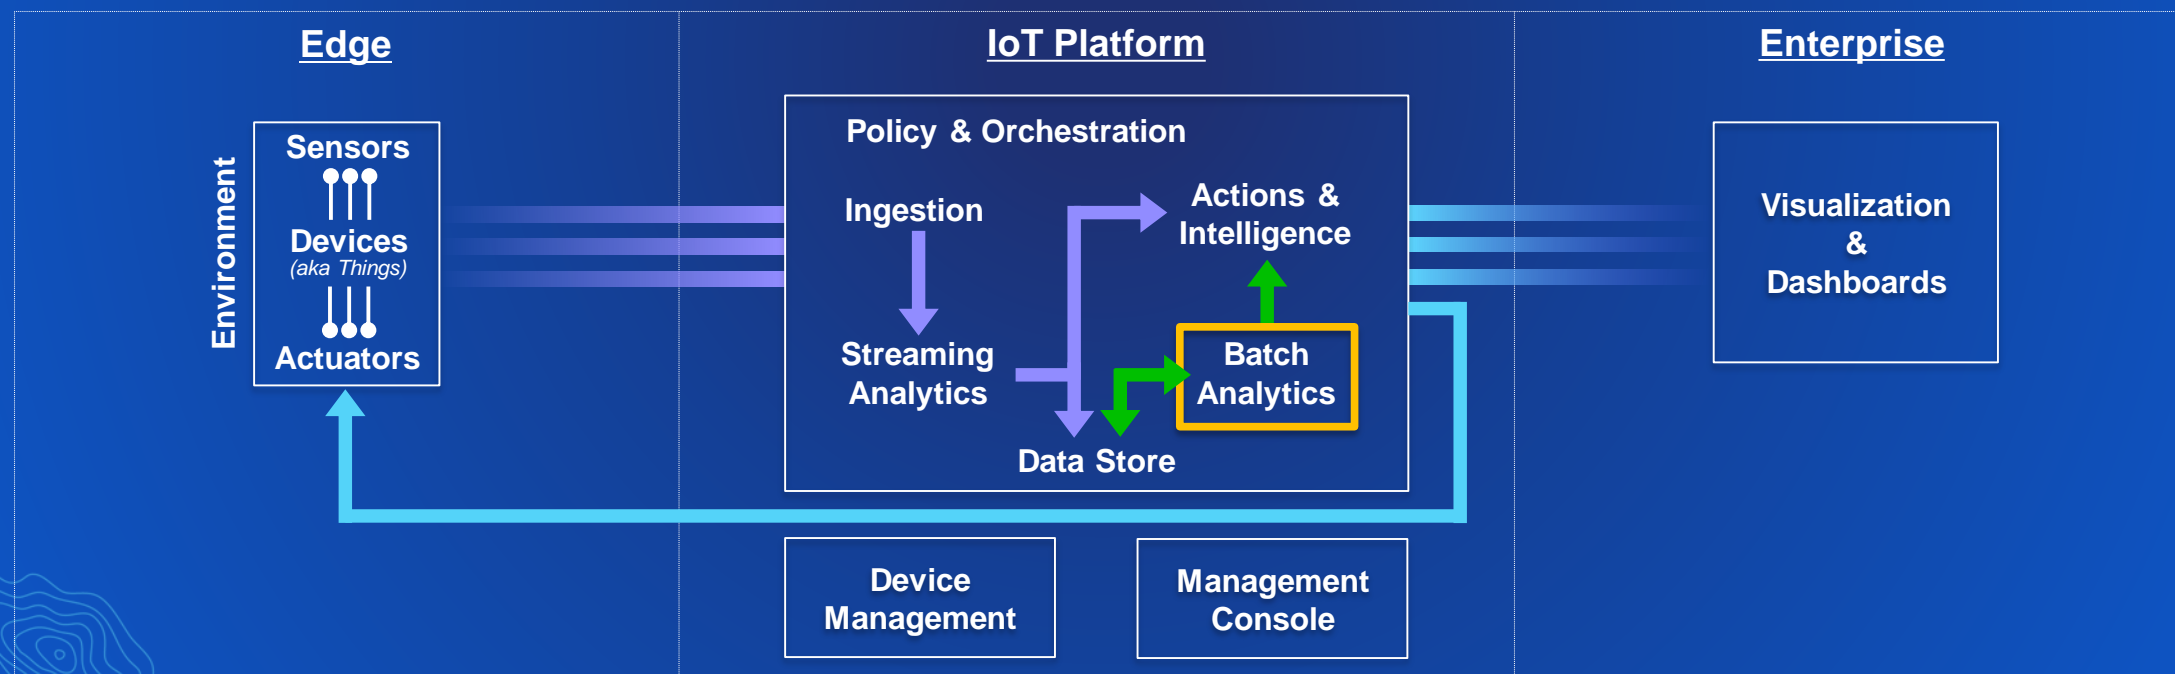 Edge
IoT Platform
Enterprise
Environment
Sensors
Devices
(aka Things)
Actuators
Policy & Orchestration
Ingestion
Streaming
Analytics
Actions &
Intelligence
Batch
Analytics
Data Store
Visualization
&
Dashboards
Device
Management
Management
Console